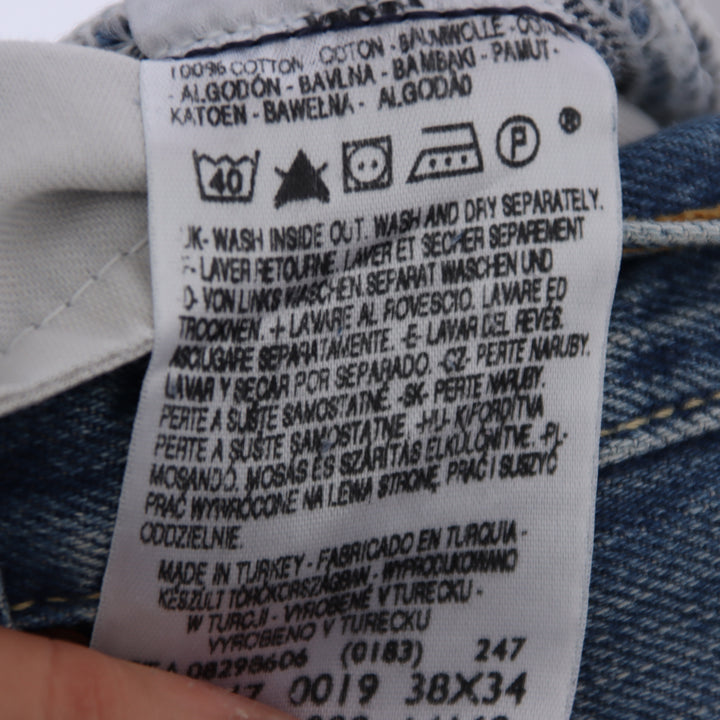 100% COTTON - COTON - BAUMWOLLE -
- ALGODÓN - BAVLNA - BAMBAKI - PAMUT -
KATOEN - BAWEŁNA - ALGODÃO
40 P ®
UK- WASH INSIDE OUT. WASH AND DRY SEPARATELY.
F- LAVER RETOURNE. LAVER ET SECHER SEPAREMENT
D- VON LINKS WASCHEN. SEPARAT WASCHEN UND
TROCKNEN. -I- LAVARE AL ROVESCIO. LAVARE ED
ASCIUGARE SEPARATAMENTE. -E- LAVAR DEL REVÉS.
LAVAR Y SECAR POR SEPARADO. -CZ- PERTE NARUBY.
PERTE A SUŠTE SAMOSTATNĚ -SK- PERTE NARUBY.
PERTE A SUŠTE SAMOSTATNE. -HU- KIFORDÍTVA
MOSANDÓ. MOSÁS ÉS SZÁRÍTÁS ELKÜLÖNÍTVE. -PL-
PRAĆ WYWRÓCONE NA LEWĄ STRONĘ. PRAĆ I SUSZYĆ
ODDZIELNIE.
MADE IN TURKEY - FABRICADO EN TURQUIA -
KÉSZÜLT TÖRÖKORSZÁGBAN - WYPRODUKOWANO
W TURCJI - VYROBENÉ V TURECKU -
VYROBENO V TURECKU
08298606 (0183) 247
0019 38X34